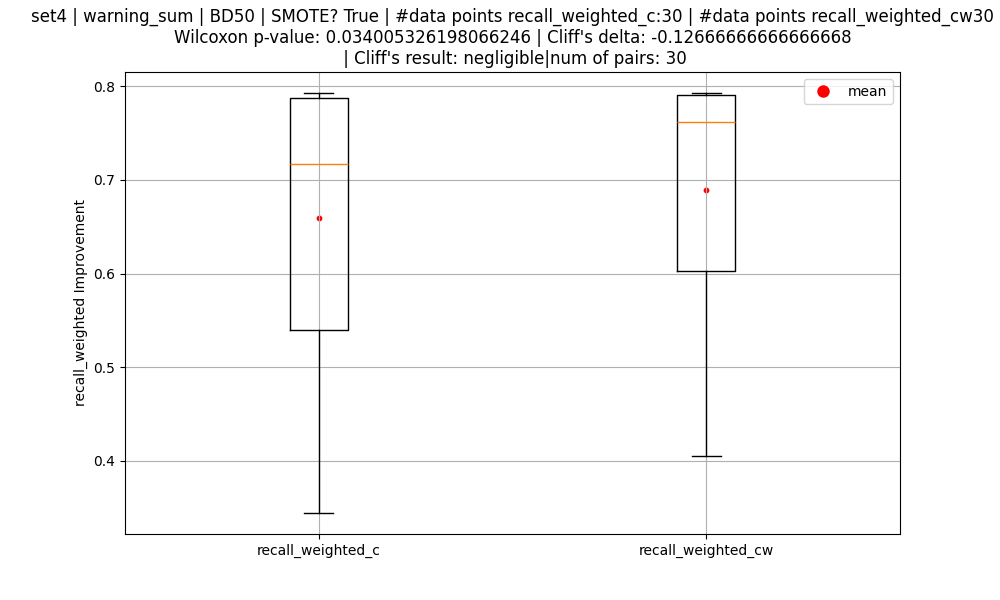 set4 | warning_sum | BD50 | SMOTE? True | #data points recall_weighted_c:30 | #data points recall_weighted_cw30
Wilcoxon p-value: 0.034005326198066246 | Cliff's delta: -0.12666666666666668
| Cliff's result: negligible|num of pairs: 30
mean
0.8
0.7
0.6
0.5
0.4
recall_weighted Improvement
recall_weighted_c
recall_weighted_cw